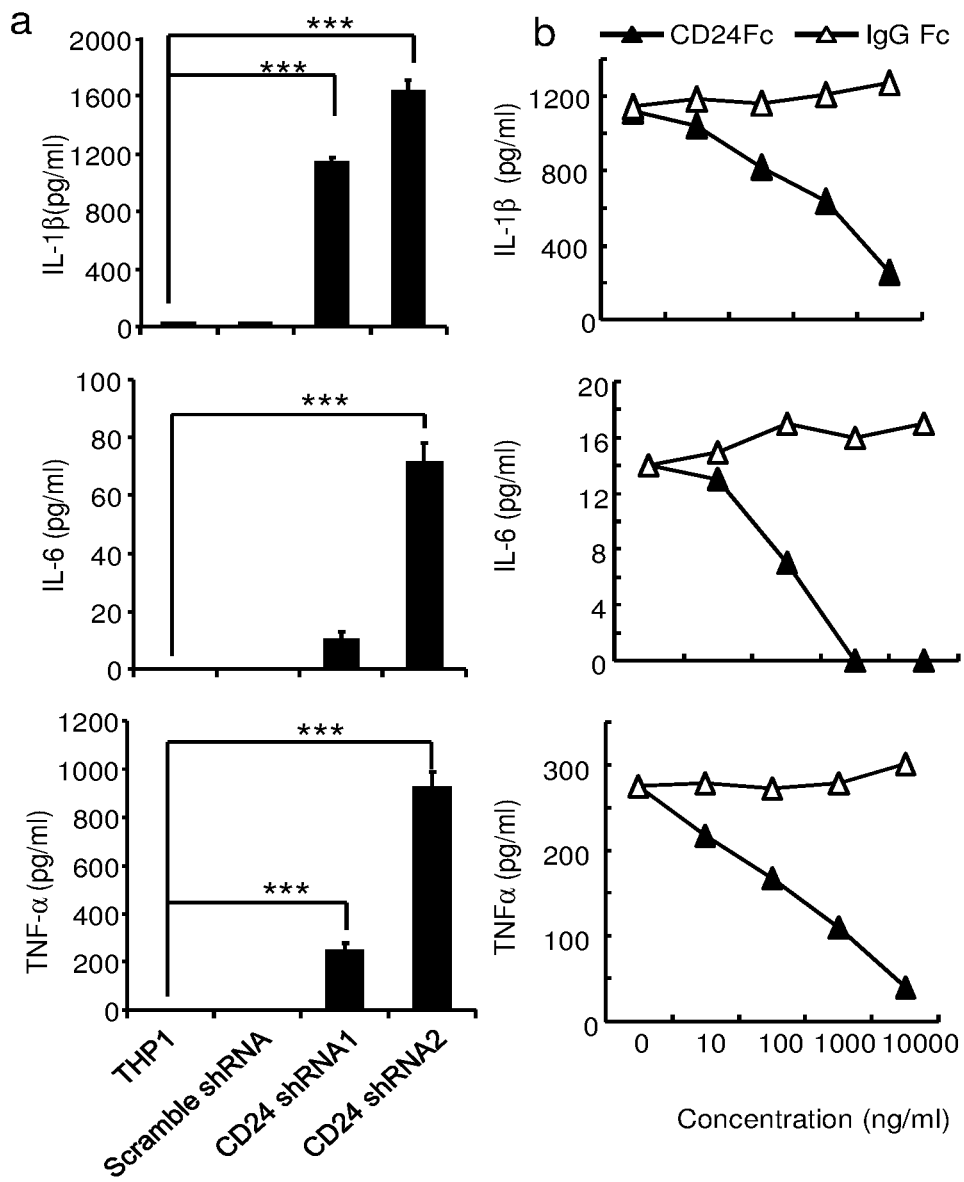 a
2000
1600
1200
800
400
0
IL-1β(pg/ml)
***
***
100
80
60
40
20
0
IL-6 (pg/ml)
***
1200
1000
800
600
400
200
0
TNF-α (pg/ml)
***
***
THP1
Scramble shRNA
CD24 shRNA1
CD24 shRNA2
b
CD24Fc
IgG Fc
1200
800
400
0
IL-1β (pg/ml)
20
16
12
8
4
0
IL-6 (pg/ml)
300
200
100
0
TNFα (pg/ml)
0 10 100 1000 10000
Concentration (ng/ml)